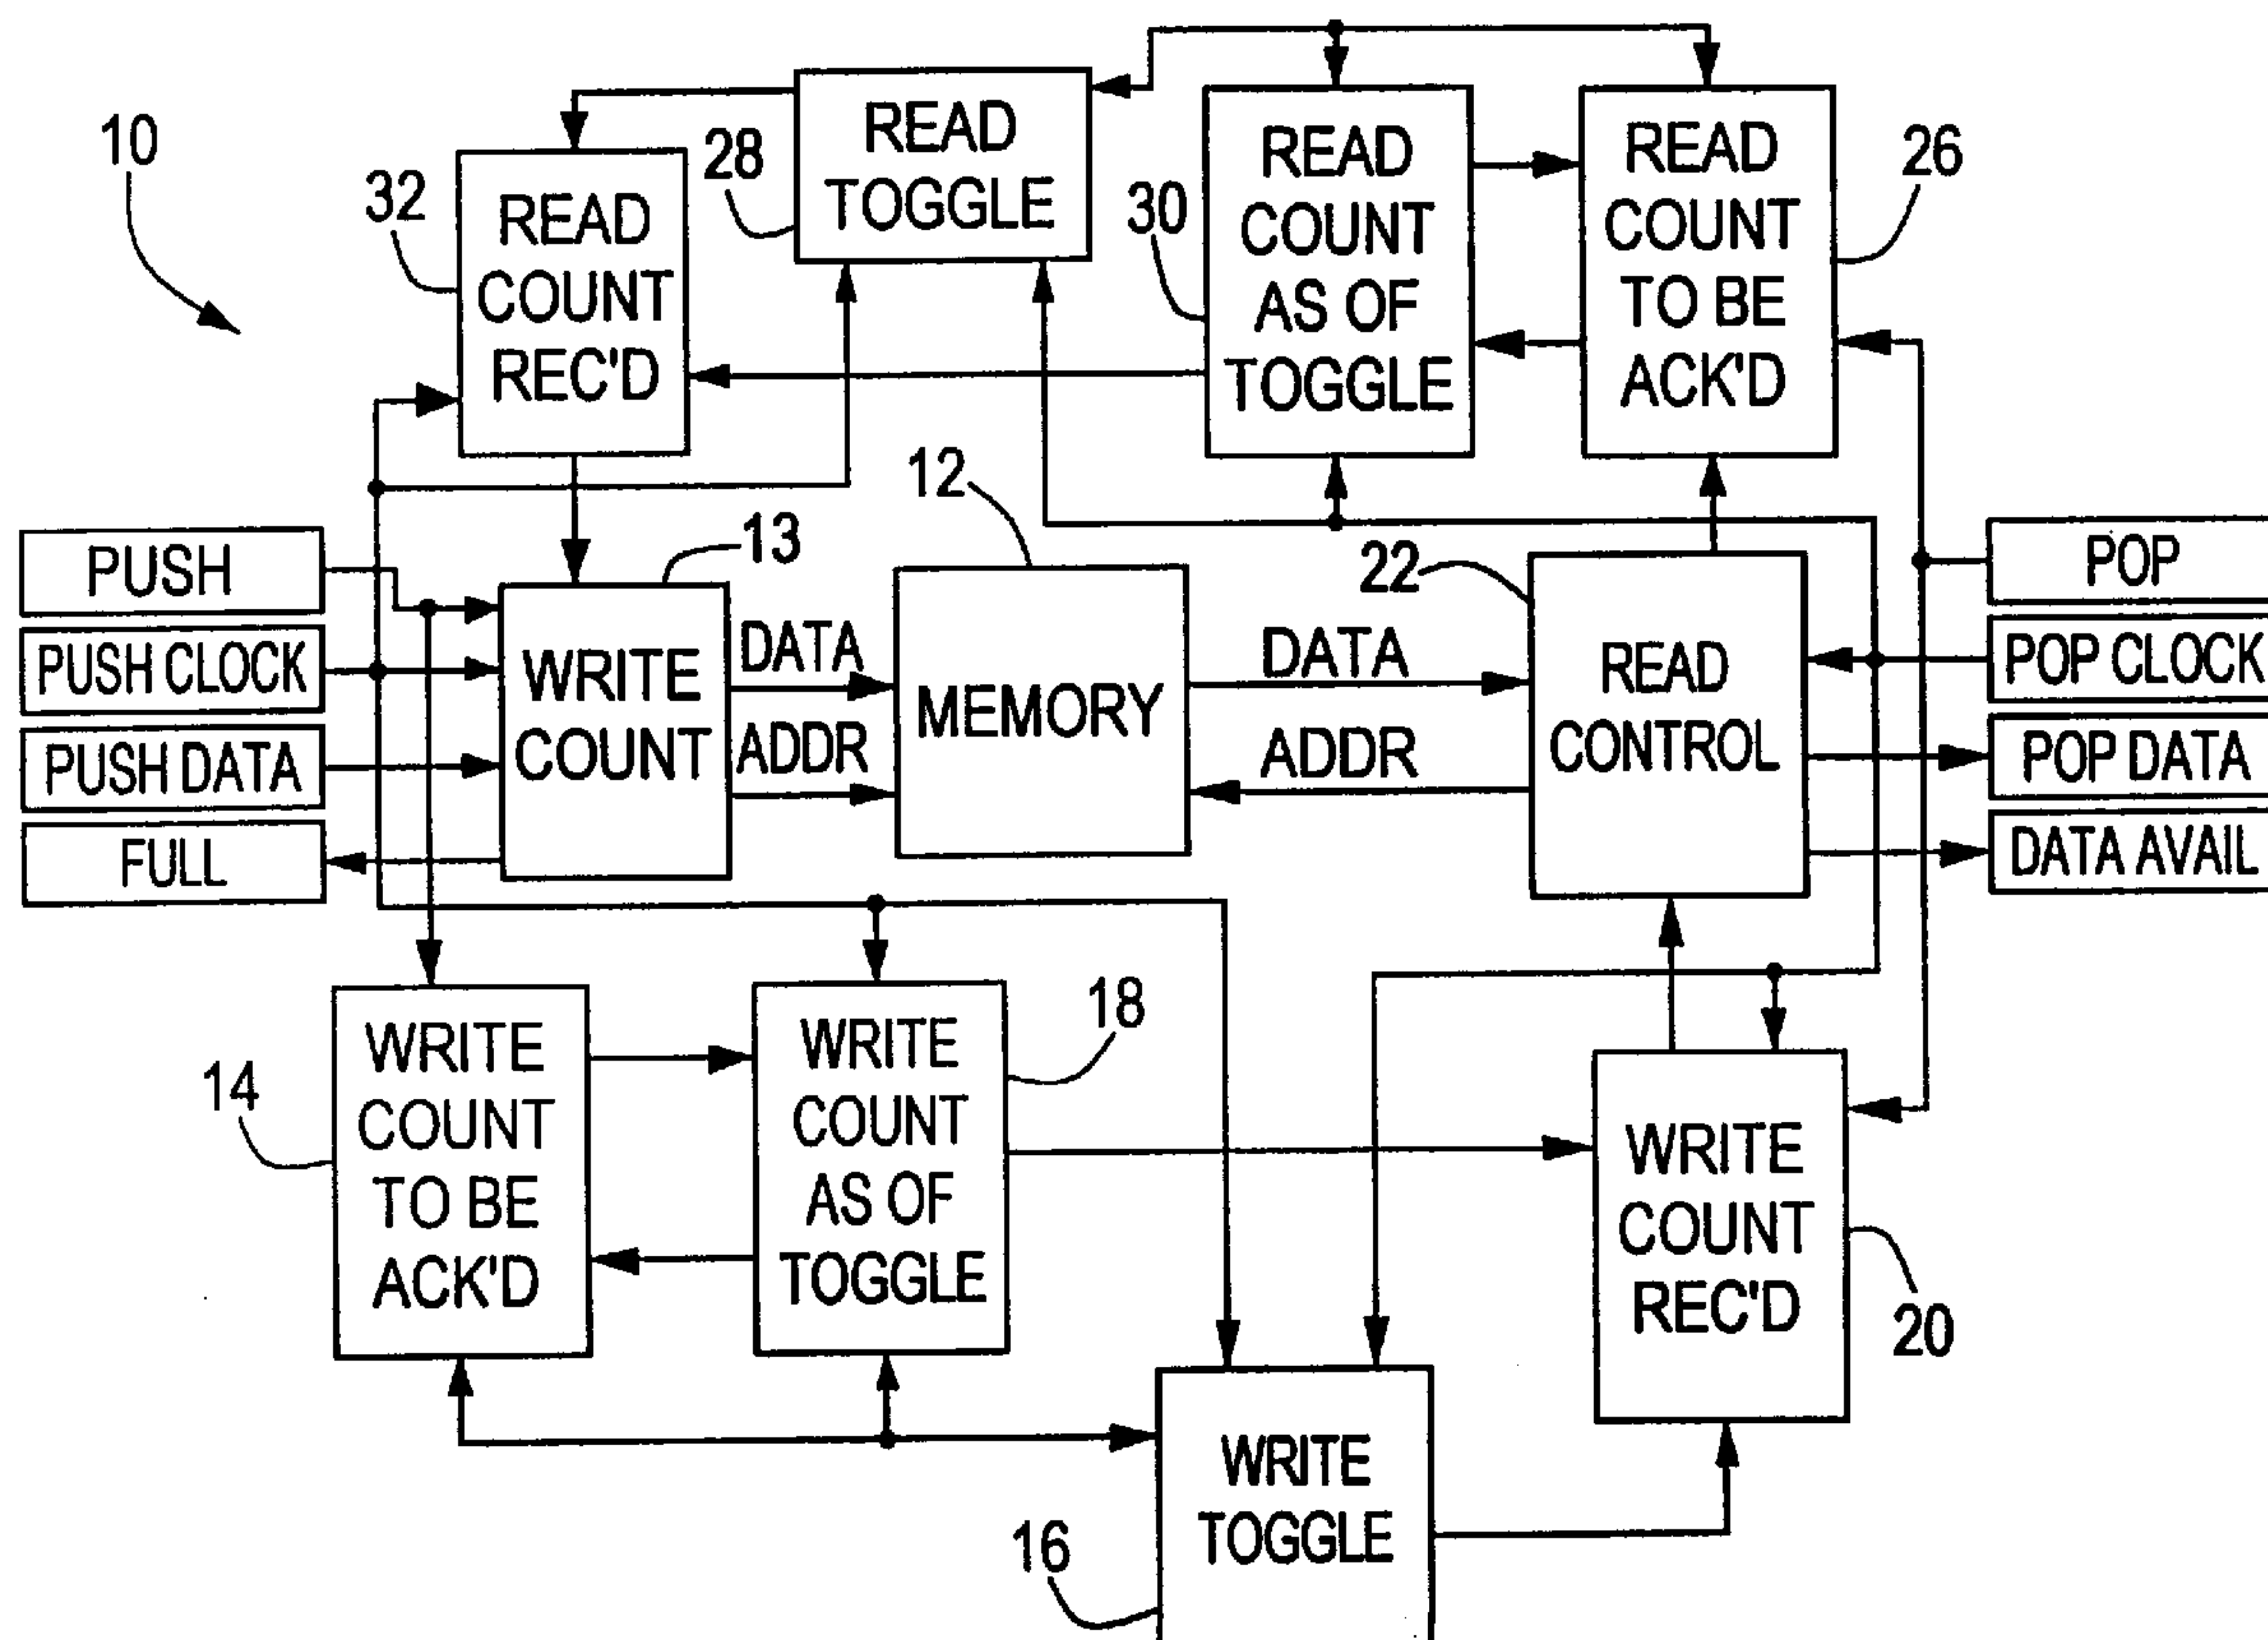 10
32
READ
COUNT
REC'D
28
READ
TOGGLE
30
READ
COUNT
AS OF
TOGGLE
READ
COUNT
TO BE
ACK'D
26
PUSH
PUSH CLOCK
PUSH DATA
FULL
13
WRITE
COUNT
DATA
ADDR
12
MEMORY
DATA
ADDR
22
READ
CONTROL
POP
POP CLOCK
POP DATA
DATA AVAIL
14
WRITE
COUNT
TO BE
ACK'D
WRITE
COUNT
AS OF
TOGGLE
18
WRITE
COUNT
REC'D
20
16
WRITE
TOGGLE